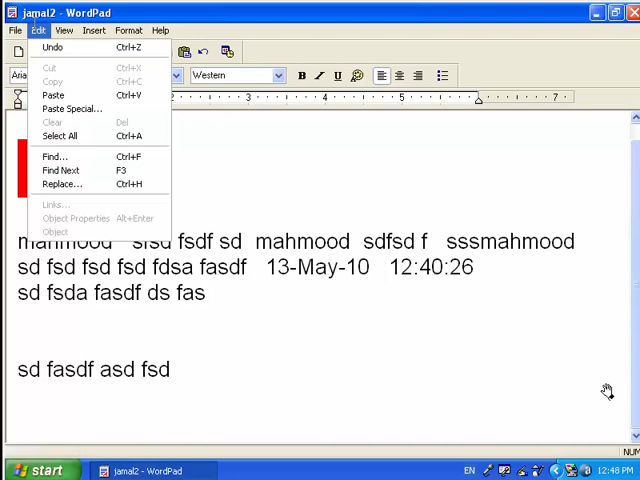 jamal2 - WordPad
File Edit View Insert Format Help
Undo Ctrl+Z
Cut Ctrl+X
Copy Ctrl+C
Paste Ctrl+V
Paste Special...
Clear Del
Select All Ctrl+A
Find... Ctrl+F
Find Next F3
Replace... Ctrl+H
Links...
Object Properties Alt+Enter
Object
Western B I U
2 3 4 5 6 7
mahmood sfsd fsdf sd mahmood sdfsd f sssmahmood
sd fsd fsd fsd fdsa fasdf 13-May-10 12:40:26
sd fsda fasdf ds fas
sd fasdf asd fsd
NUM
start jamal2 - WordPad EN 12:48 PM